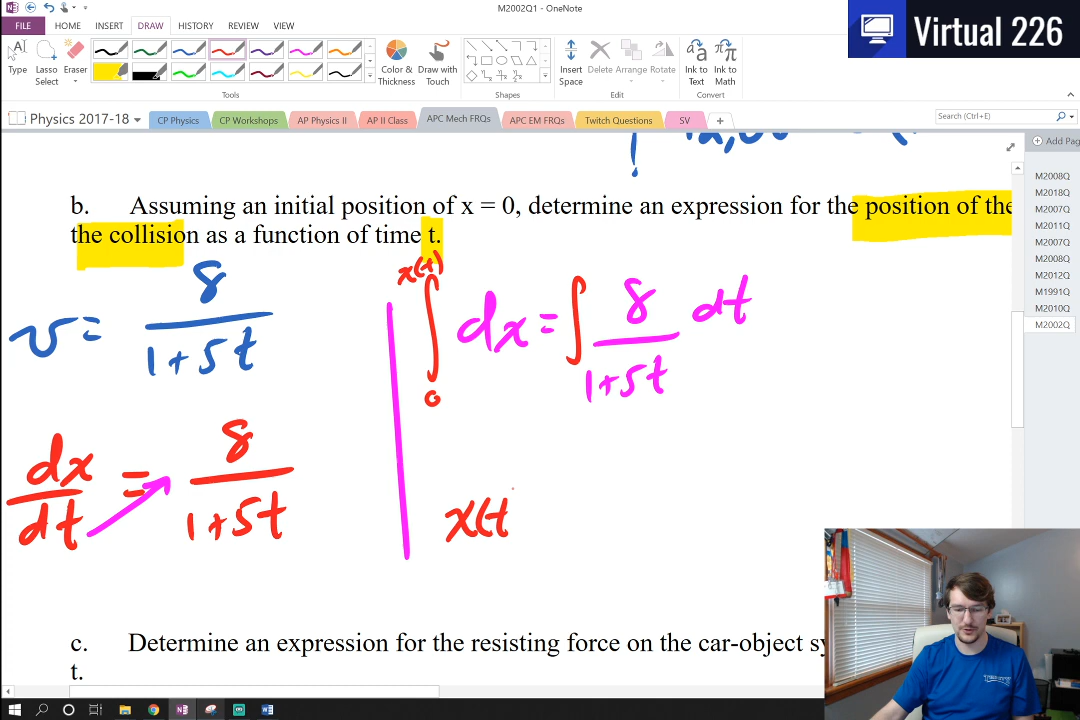 M2002Q1 - OneNote
Virtual 226
FILE HOME INSERT DRAW HISTORY REVIEW VIEW
Type Lasso Select Eraser Color & Thickness Draw with Touch Insert Space Delete Arrange Rotate Ink to Text Ink to Math
Tools Shapes Edit Convert
Physics 2017-18 CP Physics CP Workshops AP Physics II AP II Class APC Mech FRQs APC EM FRQs Twitch Questions SV + Search (Ctrl+E)
Add Pag
M2008Q
M2018Q
M2007Q
M2011Q
M2007Q
M2008Q
M2012Q
M1991Q
M2010Q
M2002Q
b. Assuming an initial position of x = 0, determine an expression for the position of the
the collision as a function of time t.
v = 8/(1+5t)
dx/dt = 8/(1+5t)
x(t)
∫ dx = ∫ 8/(1+5t) dt
0
x(t
c. Determine an expression for the resisting force on the car-object sy
t.